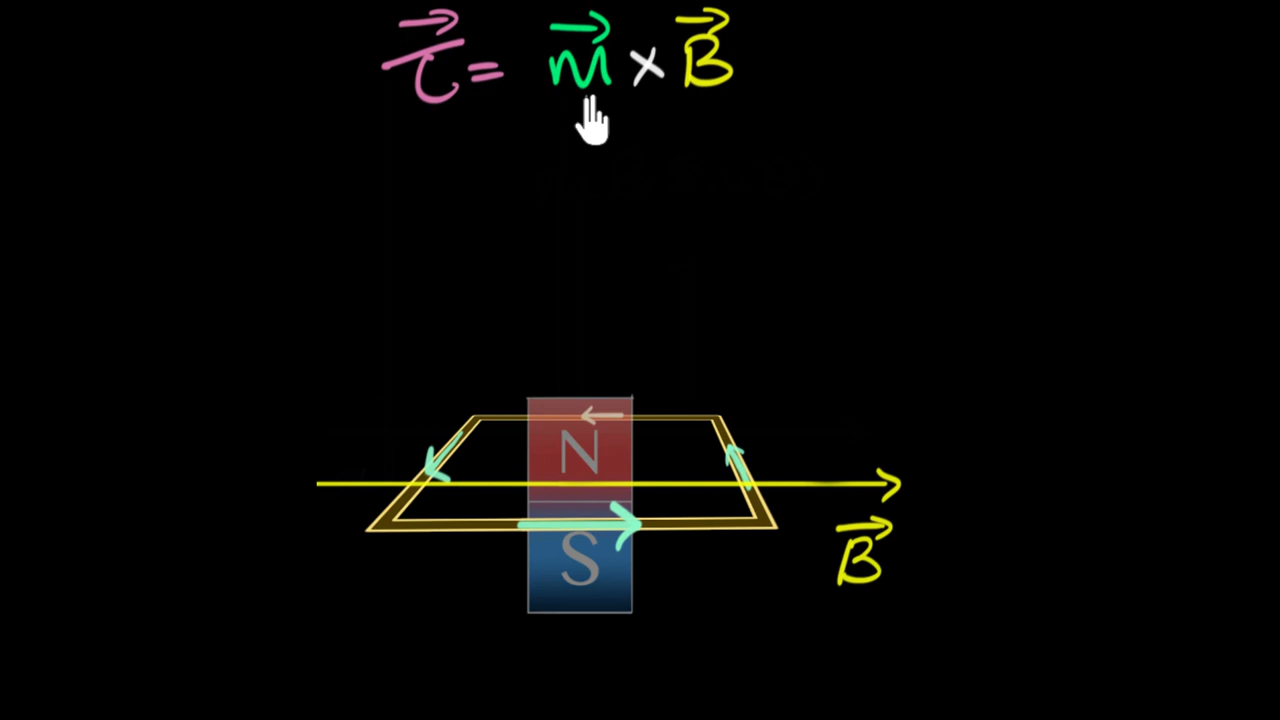 τ⃗ = m⃗ × B⃗
N
S
B⃗